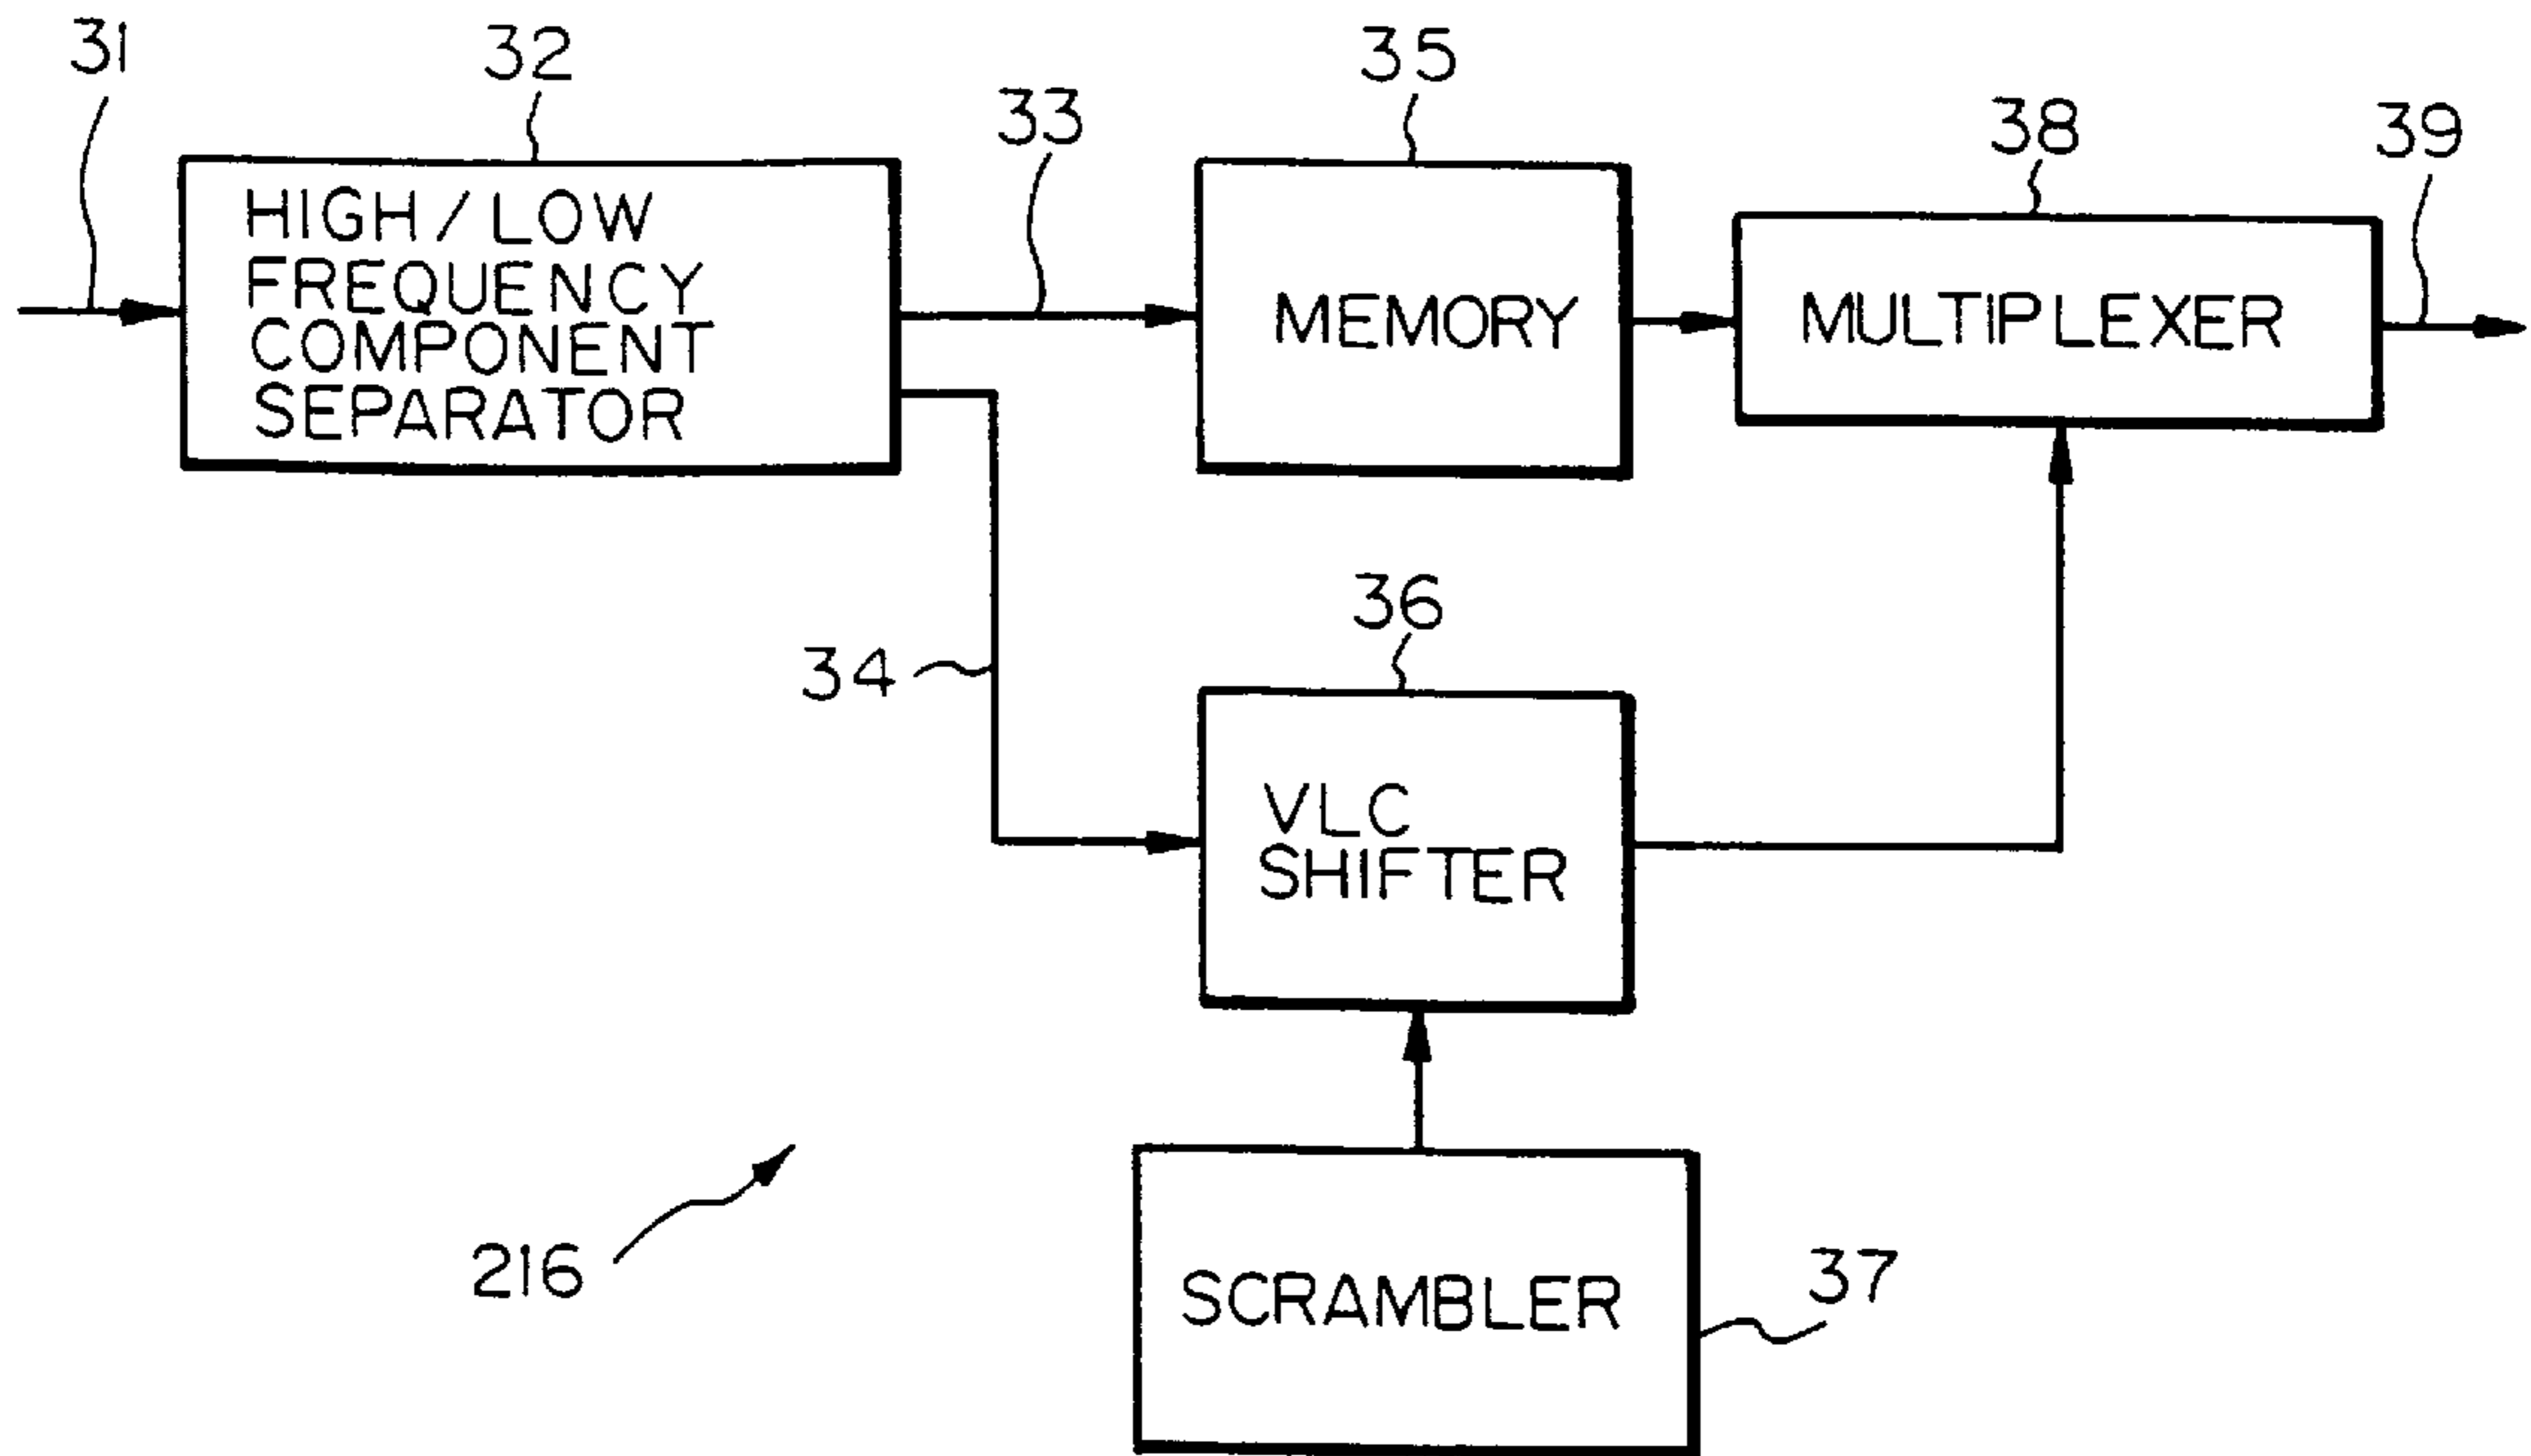 31
32
33
35
38
39
HIGH/LOW
FREQUENCY
COMPONENT
SEPARATOR
MEMORY
MULTIPLEXER
34
36
VLC
SHIFTER
216
SCRAMBLER
37